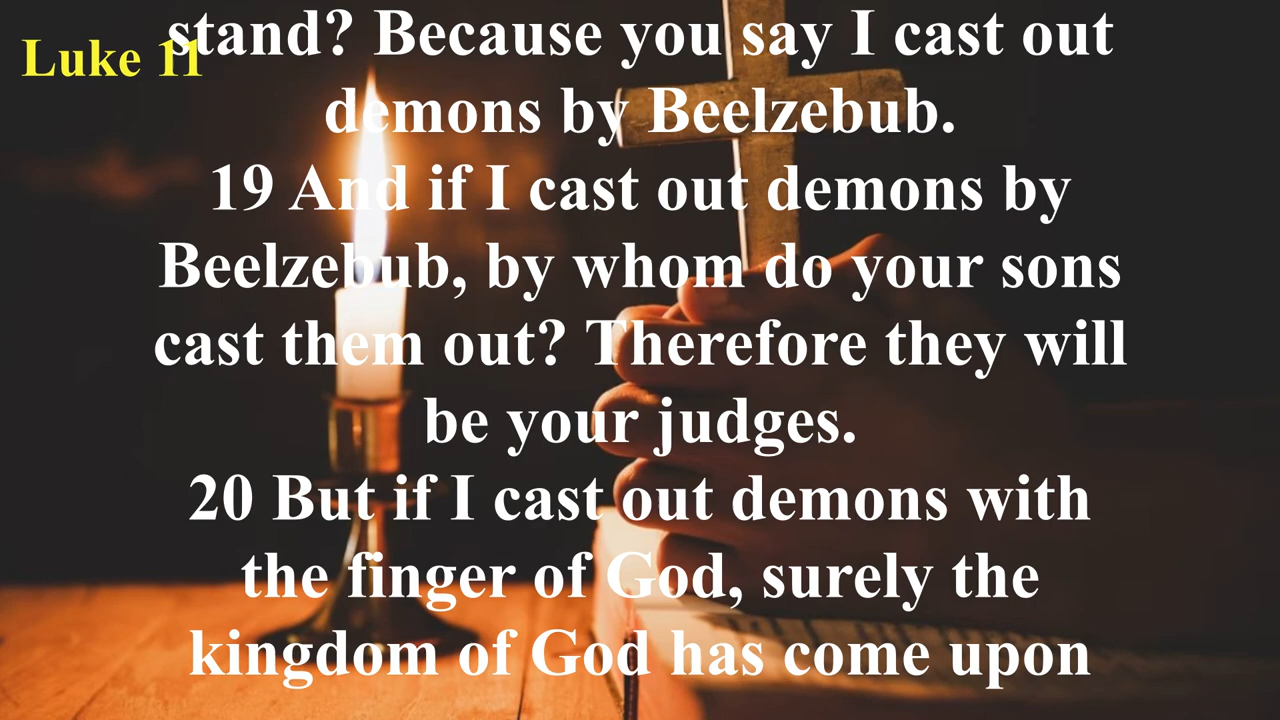 Luke 11
stand? Because you say I cast out
demons by Beelzebub.
19 And if I cast out demons by
Beelzebub, by whom do your sons
cast them out? Therefore they will
be your judges.
20 But if I cast out demons with
the finger of God, surely the
kingdom of God has come upon